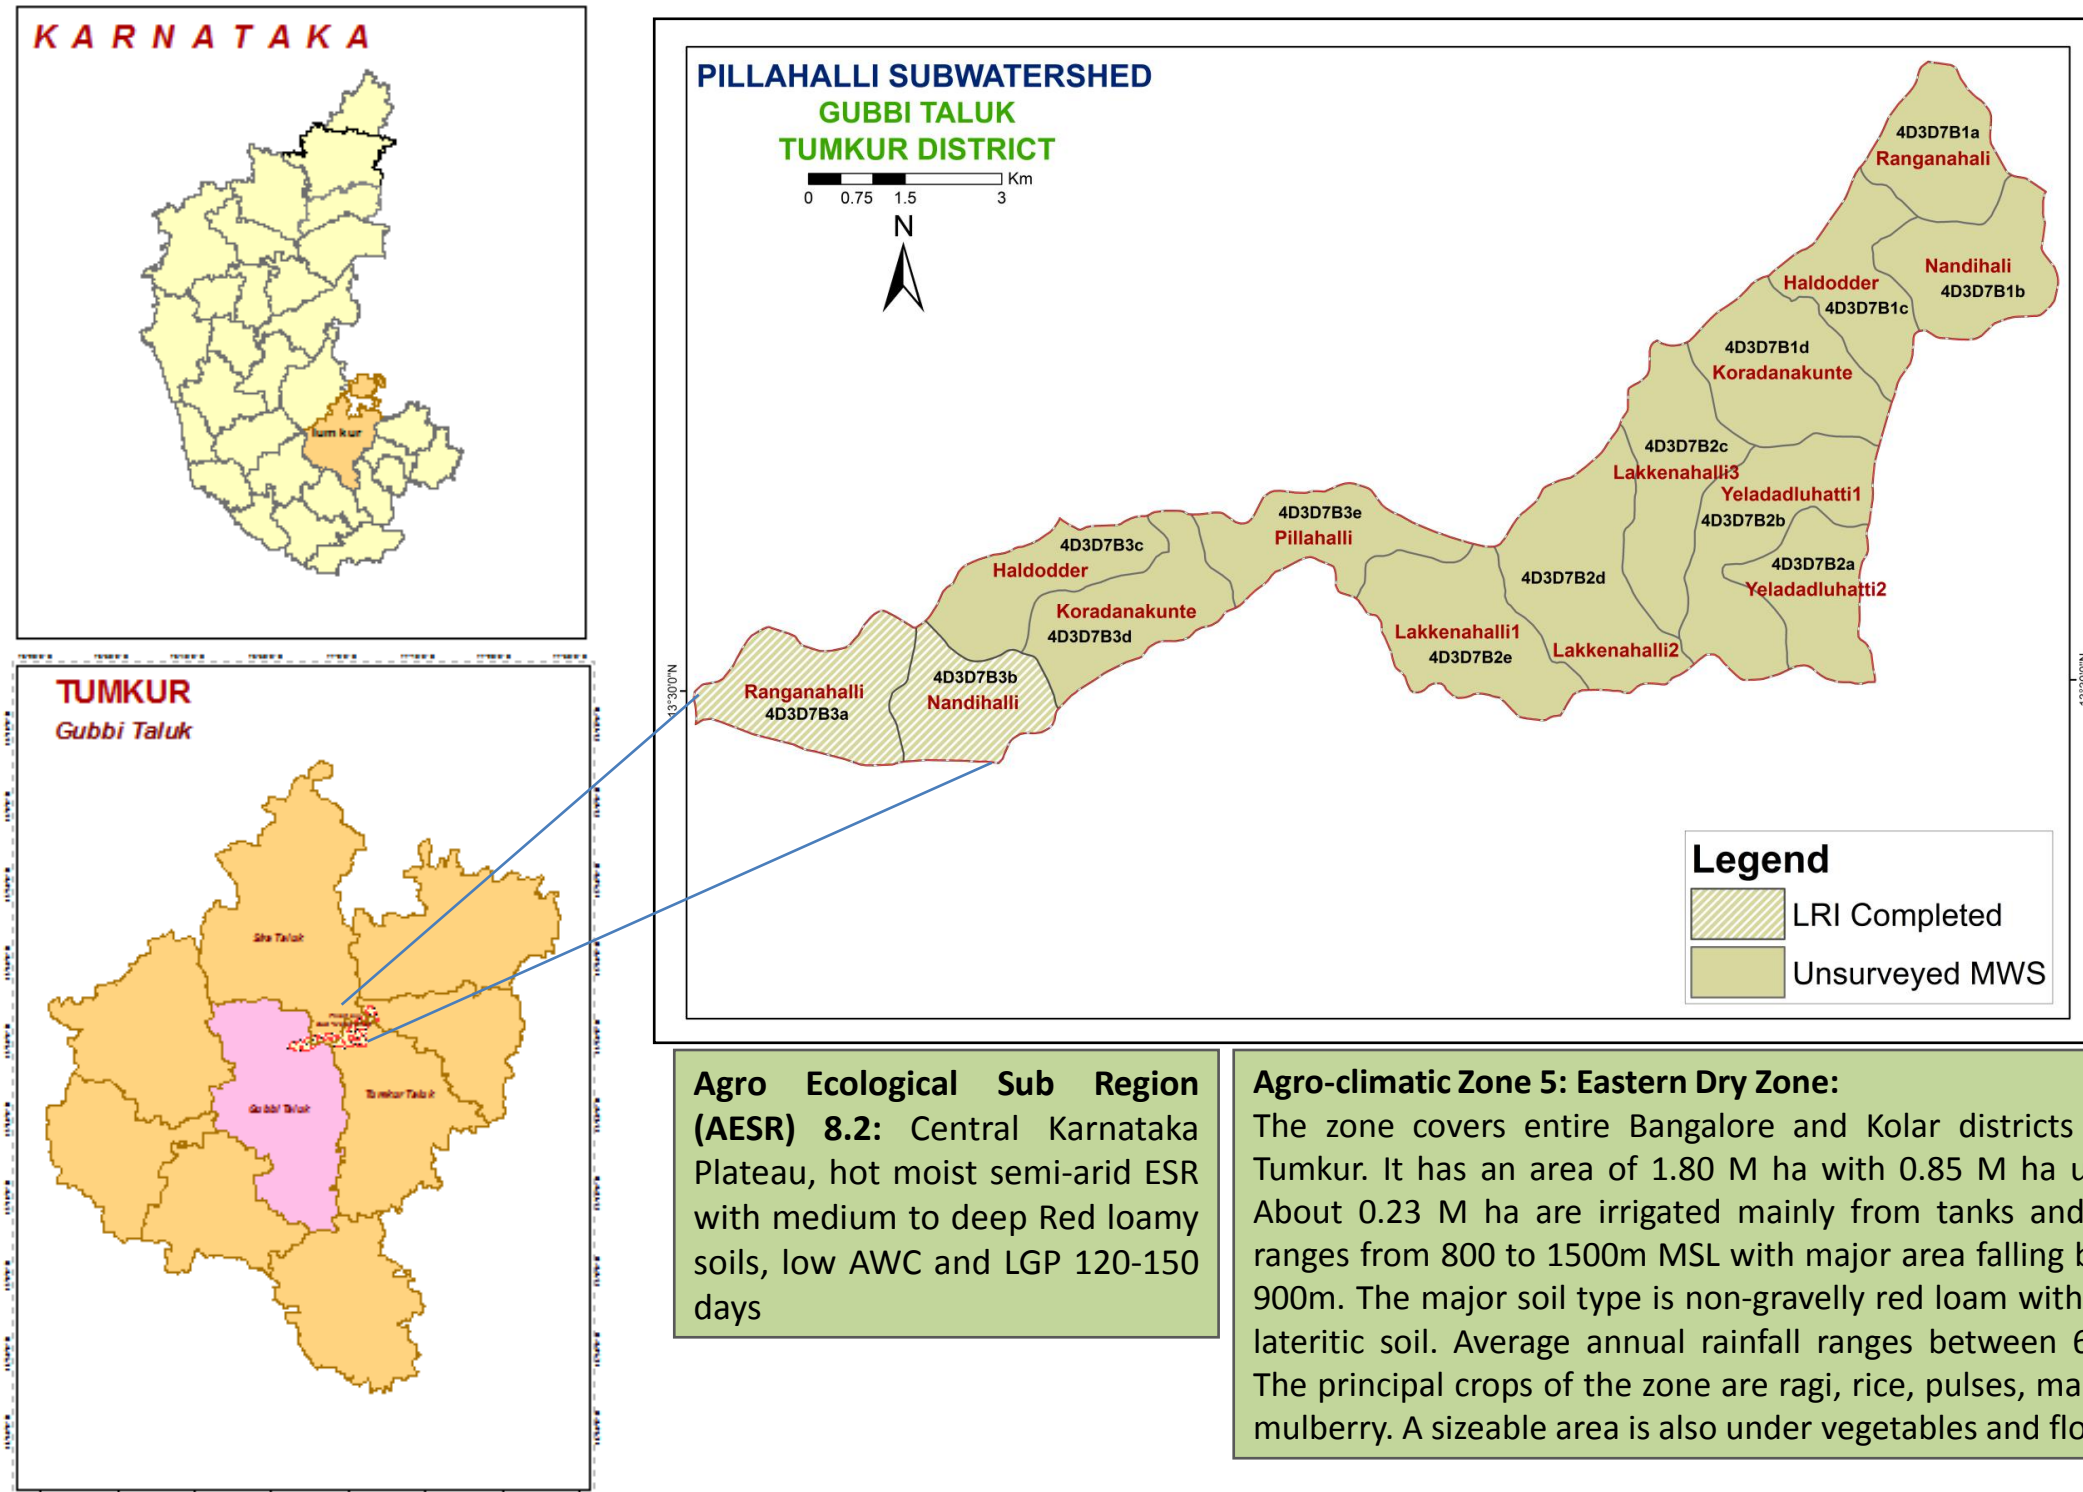 KARNATAKA
Tumkur
TUMKUR
Gubbi Taluk
Sira Taluk
Gubbi Taluk
Tumkur Taluk
PILLAHALLI SUBWATERSHED
GUBBI TALUK
TUMKUR DISTRICT
Km
0 0.75 1.5 3
N
4D3D7B1a
Ranganahali
Nandihali
4D3D7B1b
Haldodder
4D3D7B1c
4D3D7B1d
Koradanakunte
4D3D7B2c
Lakkenahalli3
Yeladadluhatti1
4D3D7B2b
4D3D7B2a
Yeladadluhatti2
4D3D7B2d
Lakkenahalli2
4D3D7B3e
Pillahalli
Lakkenahalli1
4D3D7B2e
4D3D7B3c
Haldodder
Koradanakunte
4D3D7B3d
4D3D7B3b
Nandihalli
Ranganahalli
4D3D7B3a
13°30'0"N
Legend
LRI Completed
Unsurveyed MWS
Agro Ecological Sub Region
(AESR) 8.2: Central Karnataka
Plateau, hot moist semi-arid ESR
with medium to deep Red loamy
soils, low AWC and LGP 120-150
days
Agro-climatic Zone 5: Eastern Dry Zone:
The zone covers entire Bangalore and Kolar districts
Tumkur. It has an area of 1.80 M ha with 0.85 M ha u
About 0.23 M ha are irrigated mainly from tanks and
ranges from 800 to 1500m MSL with major area falling b
900m. The major soil type is non-gravelly red loam with
lateritic soil. Average annual rainfall ranges between 6
The principal crops of the zone are ragi, rice, pulses, ma
mulberry. A sizeable area is also under vegetables and flo